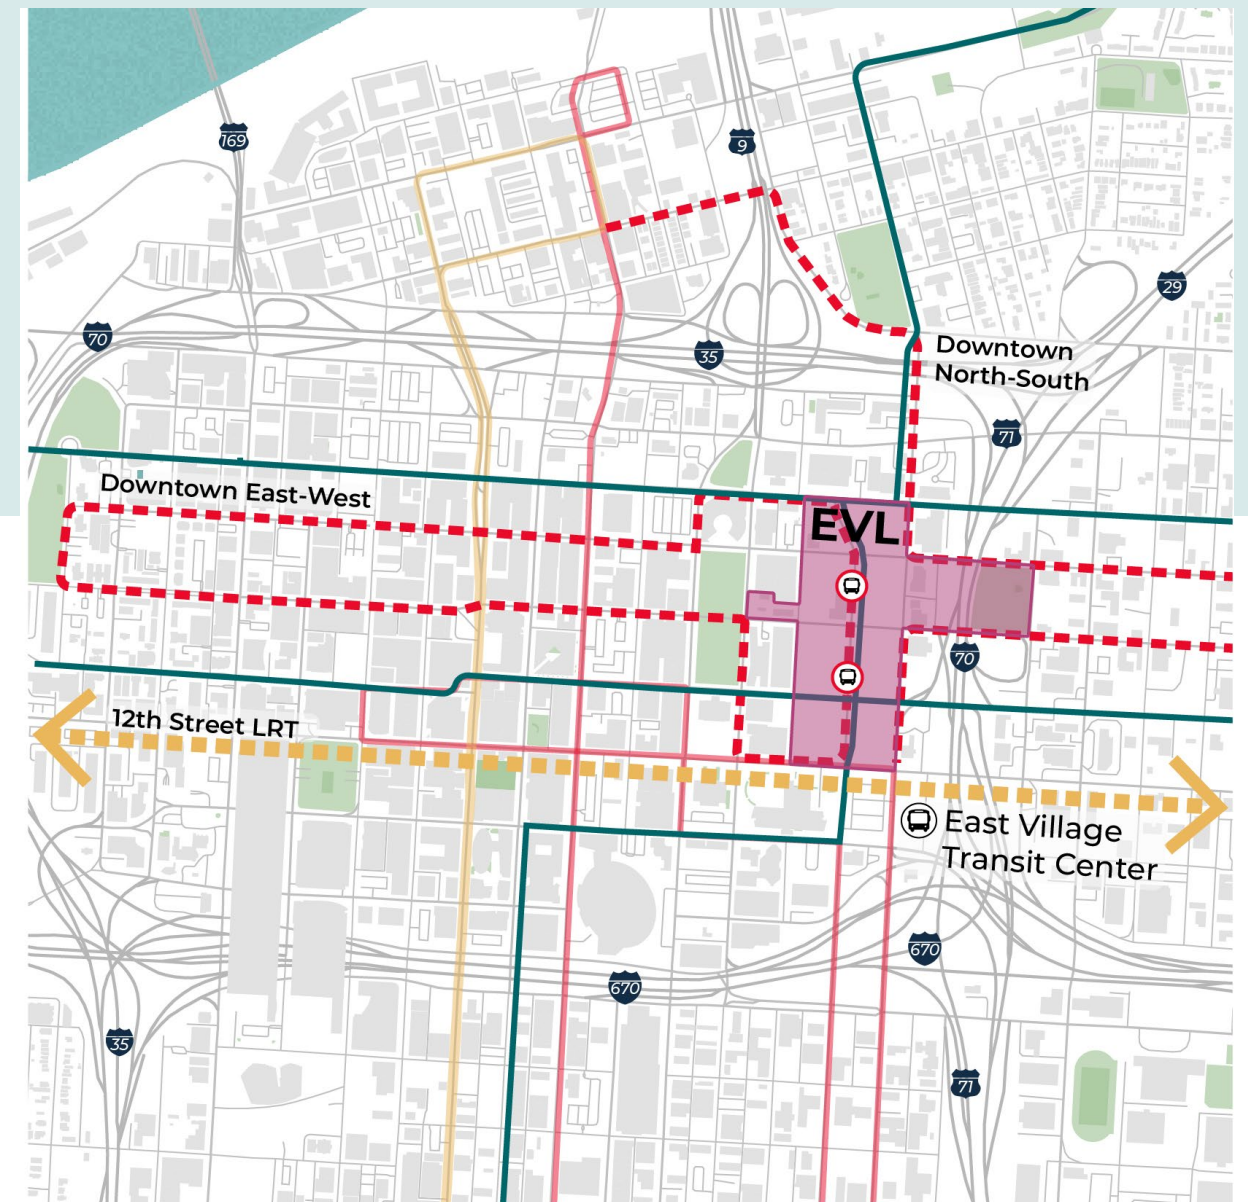 169
9
29
70
35
Downtown
North-South
71
Downtown East-West
EVL
70
12th Street LRT
East Village
Transit Center
670
670
35
71